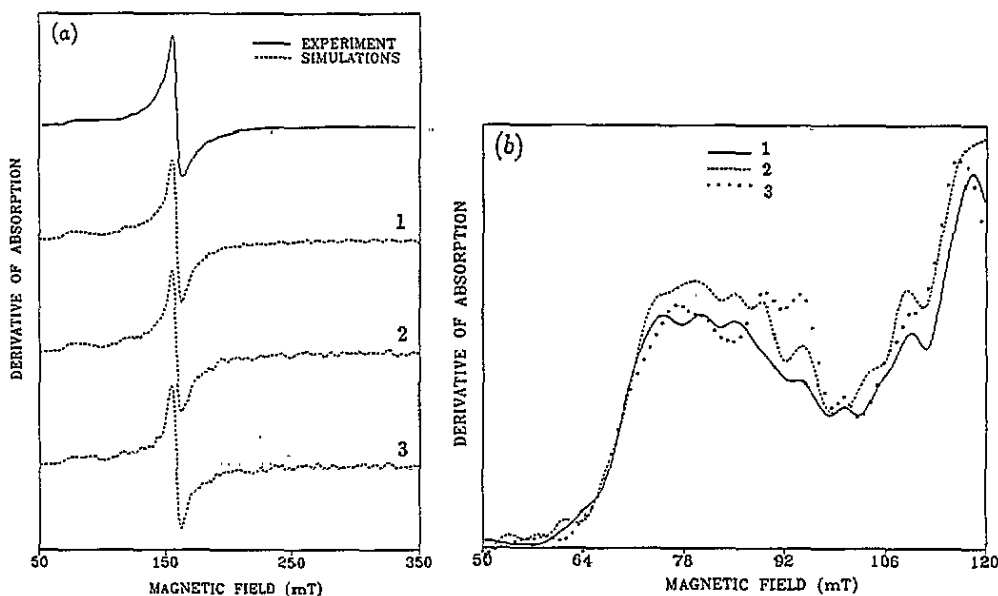 (a)
EXPERIMENT
SIMULATIONS
1
2
3
DERIVATIVE OF ABSORPTION
50 150 250 350
MAGNETIC FIELD (mT)
(b)
1
2
3
DERIVATIVE OF ABSORPTION
50 64 78 92 106 120
MAGNETIC FIELD (mT)